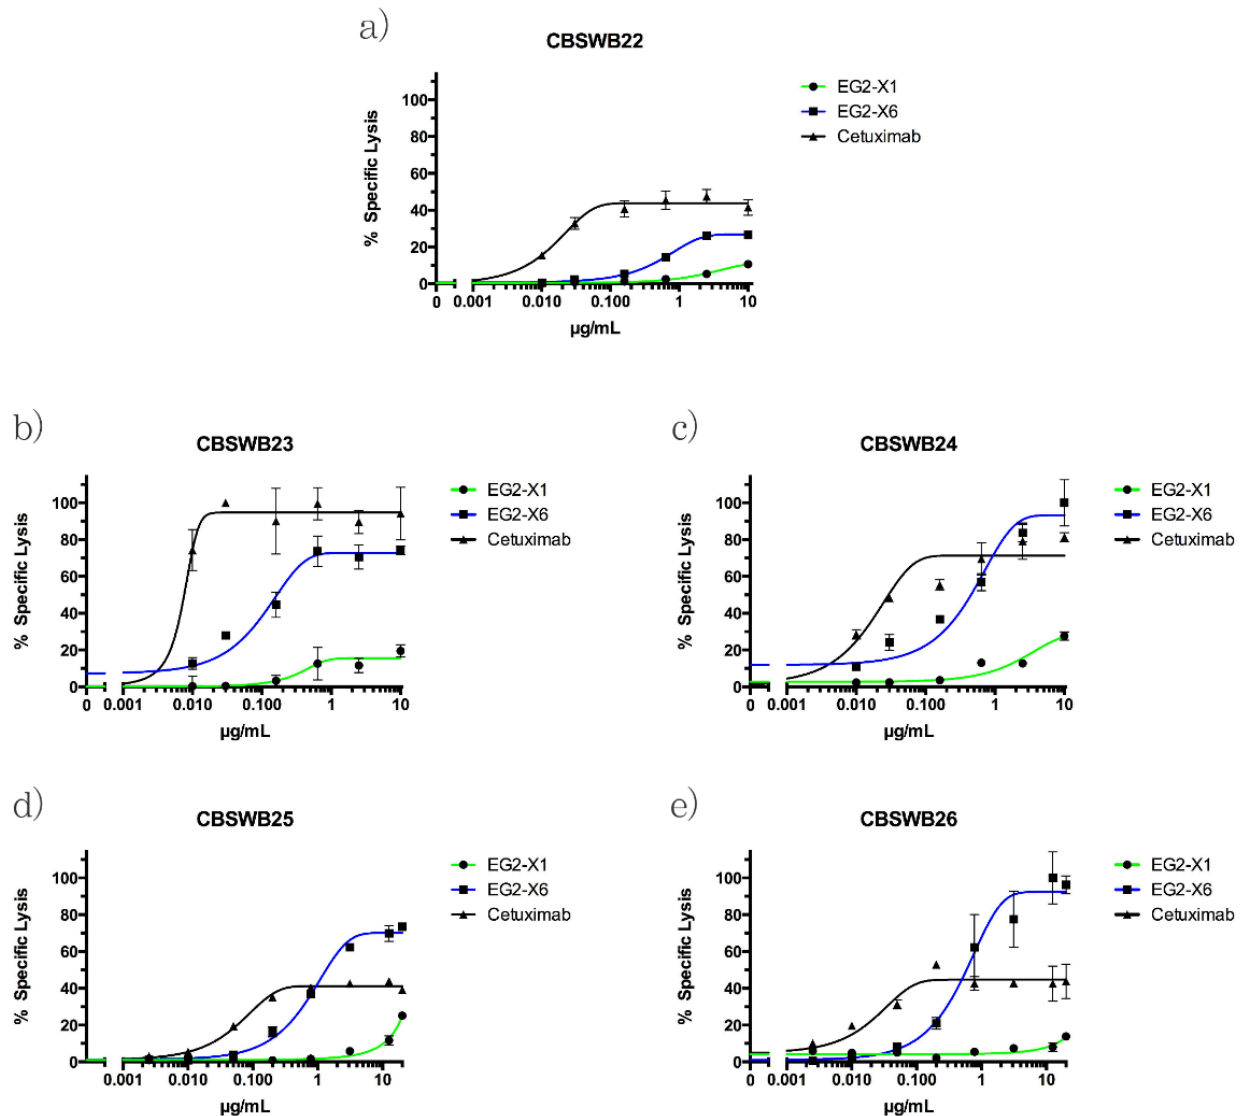 a)
CBSWB22
% Specific Lysis
100
80
60
40
20
0
0 0.001 0.010 0.100 1 10
µg/mL
EG2-X1
EG2-X6
Cetuximab
b)
CBSWB23
% Specific Lysis
100
80
60
40
20
0
0 0.001 0.010 0.100 1 10
µg/mL
EG2-X1
EG2-X6
Cetuximab
c)
CBSWB24
% Specific Lysis
100
80
60
40
20
0
0 0.001 0.010 0.100 1 10
µg/mL
EG2-X1
EG2-X6
Cetuximab
d)
CBSWB25
% Specific Lysis
100
80
60
40
20
0
0.001 0.010 0.100 1 10
µg/mL
EG2-X1
EG2-X6
Cetuximab
e)
CBSWB26
% Specific Lysis
100
80
60
40
20
0
0 0.001 0.010 0.100 1 10
µg/mL
EG2-X1
EG2-X6
Cetuximab